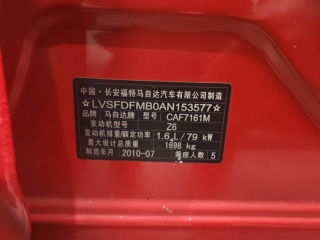 中国·长安福特马自达汽车有限公司制造
☆LVSFDFMB0AN153577☆
品牌 马自达牌 型号 CAF7161M
发动机型号 Z6
发动机排量/额定功率 1.6 L/79 kW
最大设计总质量 1698 kg
制造年月 2010-07 乘座人数 5